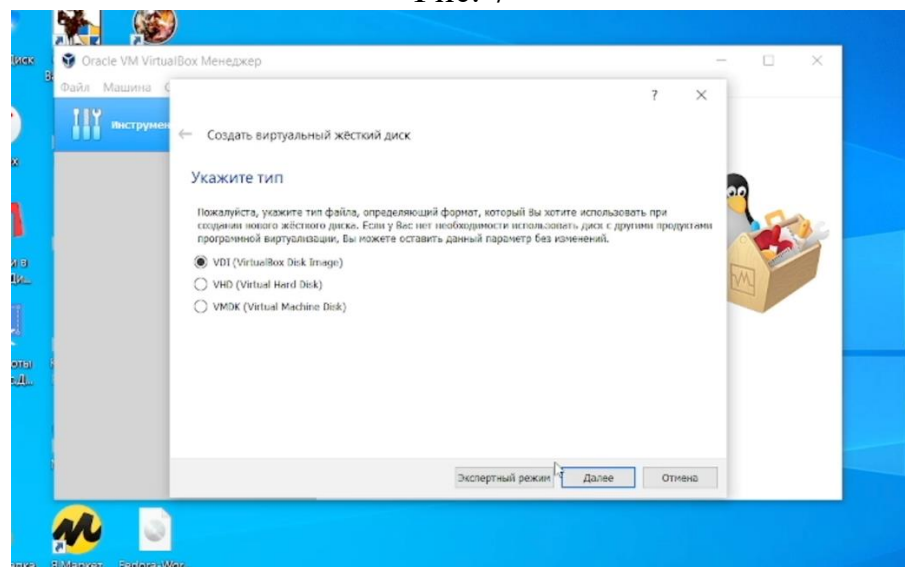 Oracle VM VirtualBox Менеджер
Файл Машина
Создать виртуальный жёсткий диск
Укажите тип
Пожалуйста, укажите тип файла, определяющий формат, который Вы хотите использовать при
создании нового жёсткого диска. Если у Вас нет необходимости использовать диск с другими продуктами
программной виртуализации, Вы можете оставить данный параметр без изменений.
VDI (VirtualBox Disk Image)
VHD (Virtual Hard Disk)
VMDK (Virtual Machine Disk)
Экспертный режим Далее Отмена